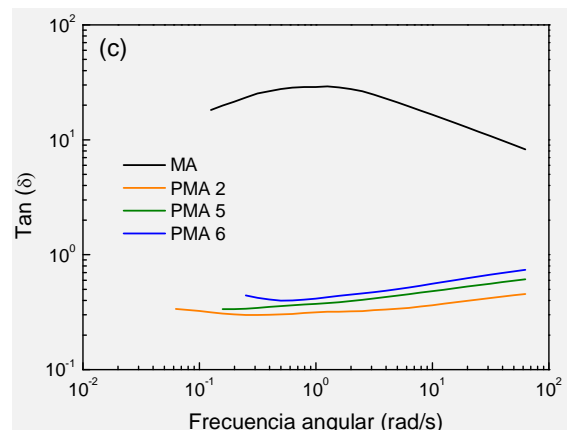 (c)
10²
10¹
10⁰
10⁻¹
Tan (δ)
MA
PMA 2
PMA 5
PMA 6
10⁻² 10⁻¹ 10⁰ 10¹ 10²
Frecuencia angular (rad/s)